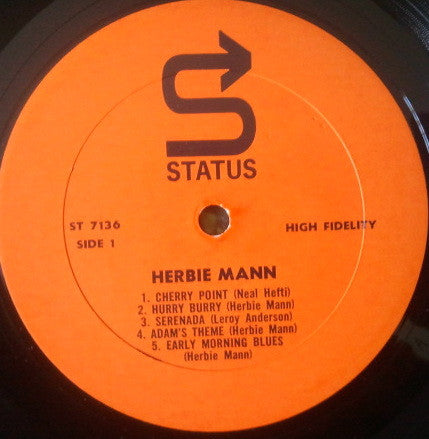 STATUS
ST 7136
SIDE 1
HIGH FIDELITY
HERBIE MANN
1. CHERRY POINT (Neal Hefti)
2. HURRY BURRY (Herbie Mann)
3. SERENADA (Leroy Anderson)
4. ADAM'S THEME (Herbie Mann)
5. EARLY MORNING BLUES
(Herbie Mann)